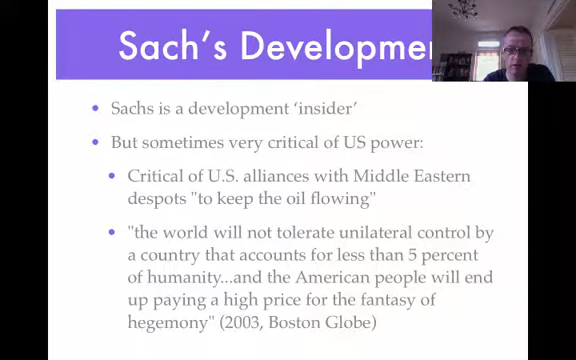 Sach's Developmen
Sachs is a development 'insider'
But sometimes very critical of US power:
Critical of U.S. alliances with Middle Eastern
despots "to keep the oil flowing"
"the world will not tolerate unilateral control by
a country that accounts for less than 5 percent
of humanity...and the American people will end
up paying a high price for the fantasy of
hegemony" (2003, Boston Globe)